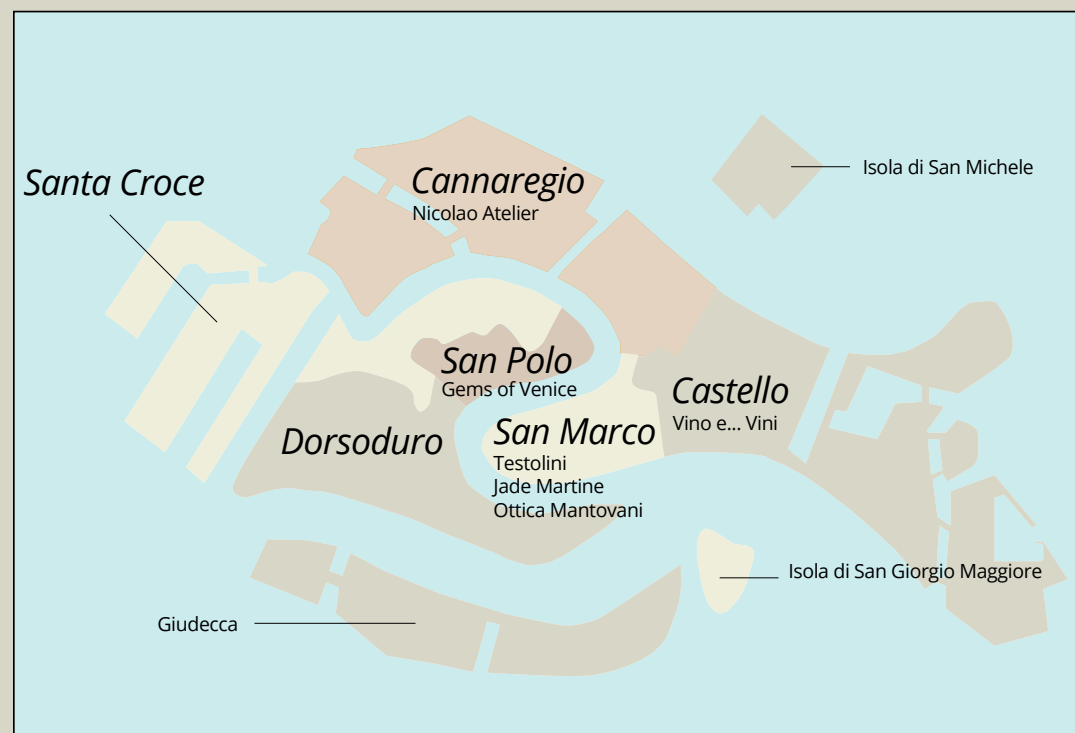 Isola di San Michele
Santa Croce
Cannaregio
Nicolao Atelier
San Polo
Gems of Venice
Castello
Vino e... Vini
Dorsoduro
San Marco
Testolini
Jade Martine
Ottica Mantovani
Isola di San Giorgio Maggiore
Giudecca